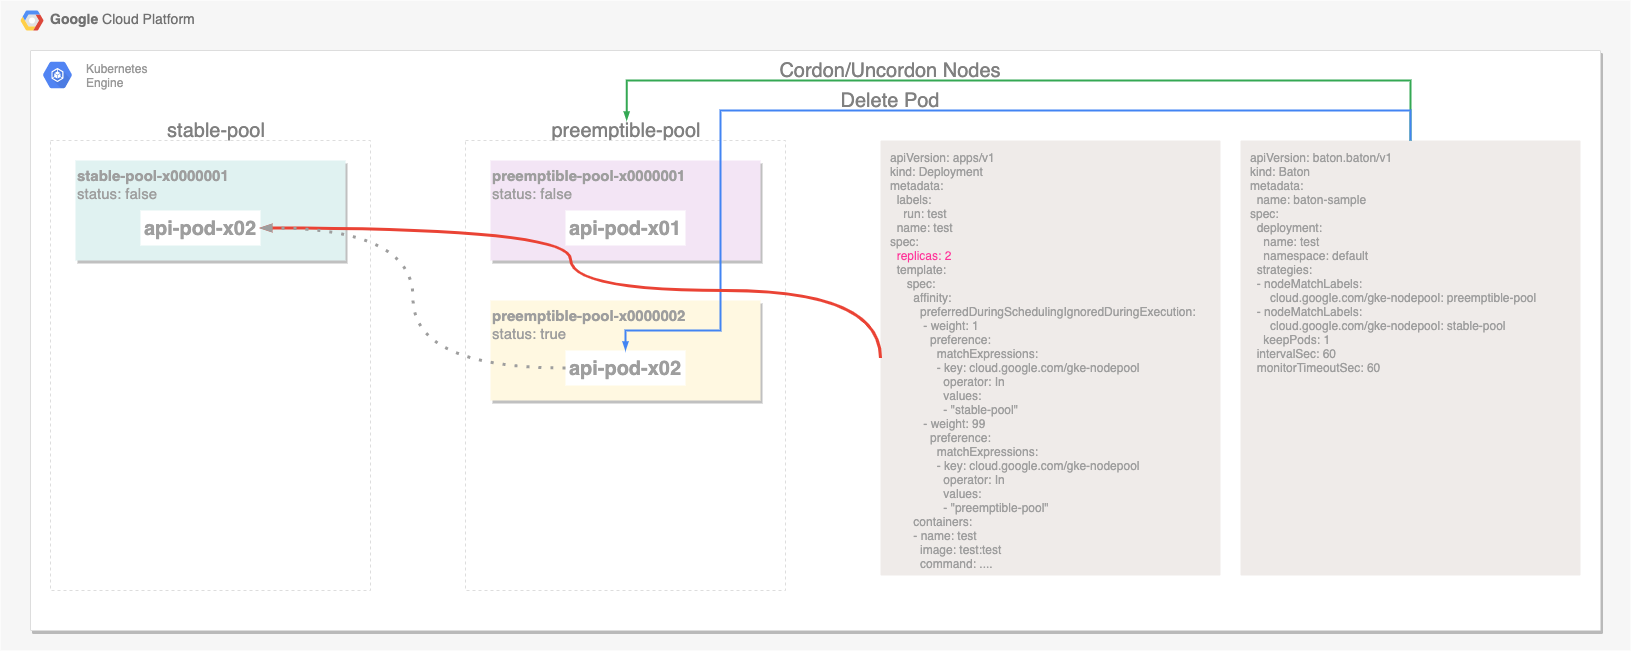 Google Cloud Platform
Kubernetes
Engine
Cordon/Uncordon Nodes
Delete Pod
stable-pool
stable-pool-x0000001
status: false
api-pod-x02
preemptible-pool
preemptible-pool-x0000001
status: false
api-pod-x01
preemptible-pool-x0000002
status: true
api-pod-x02
apiVersion: apps/v1
kind: Deployment
metadata:
labels:
run: test
name: test
spec:
replicas: 2
template:
spec:
affinity:
preferredDuringSchedulingIgnoredDuringExecution:
- weight: 1
preference:
matchExpressions:
- key: cloud.google.com/gke-nodepool
operator: In
values:
- "stable-pool"
- weight: 99
preference:
matchExpressions:
- key: cloud.google.com/gke-nodepool
operator: In
values:
- "preemptible-pool"
containers:
- name: test
image: test:test
command: ....
apiVersion: baton.baton/v1
kind: Baton
metadata:
name: baton-sample
spec:
deployment:
name: test
namespace: default
strategies:
- nodeMatchLabels:
cloud.google.com/gke-nodepool: preemptible-pool
- nodeMatchLabels:
cloud.google.com/gke-nodepool: stable-pool
keepPods: 1
intervalSec: 60
monitorTimeoutSec: 60